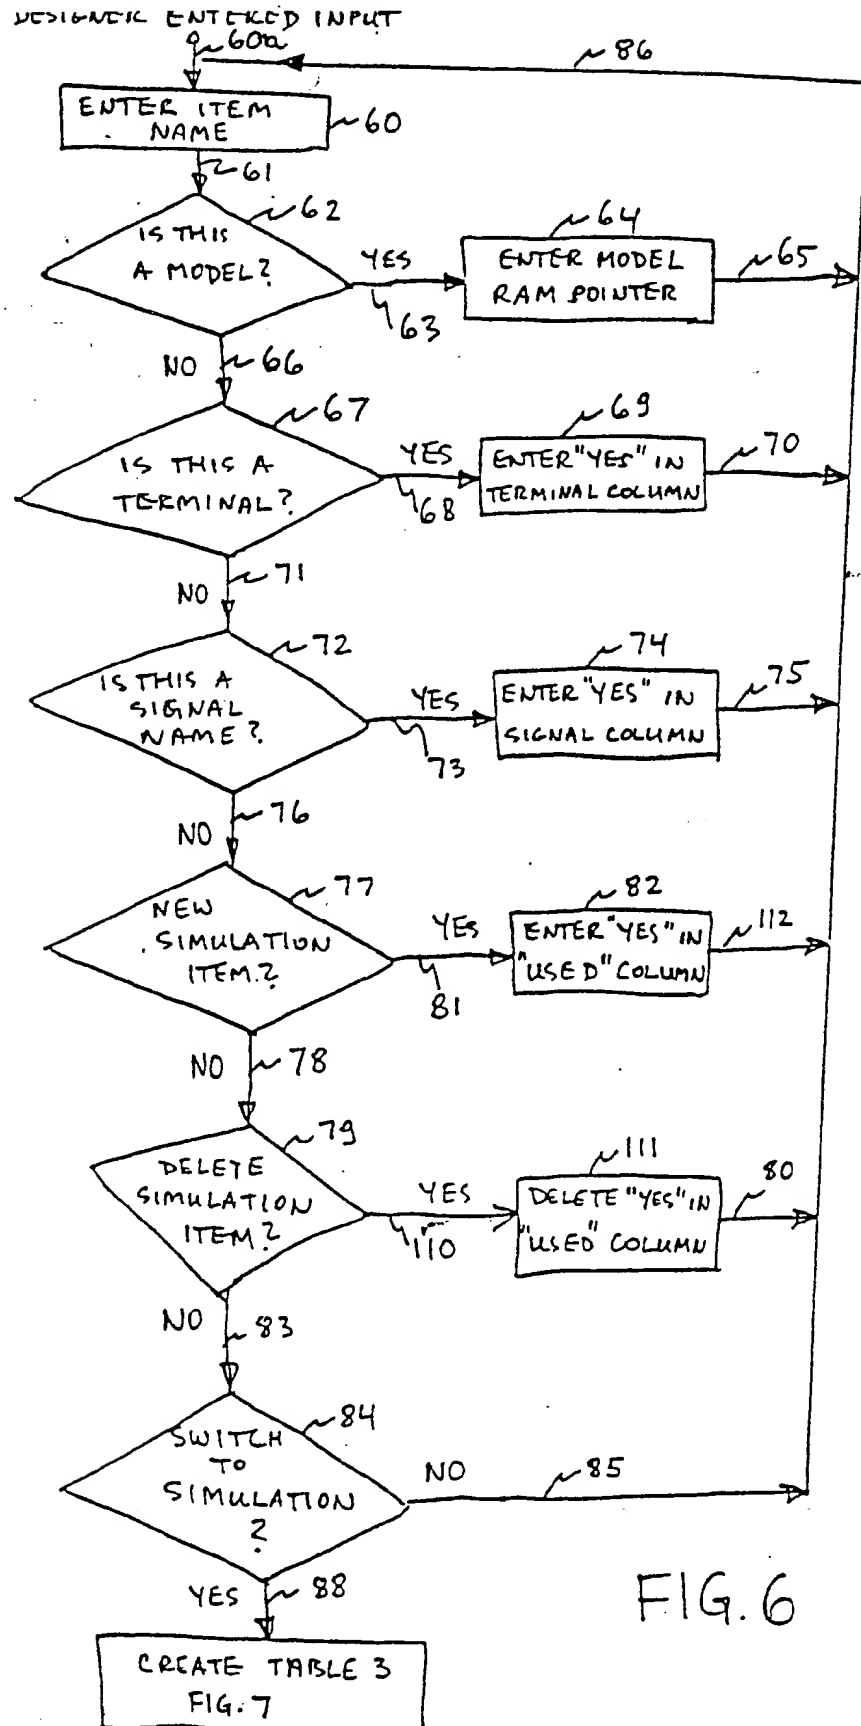 DESIGNER ENTERED INPUT
60a
86
ENTER ITEM
NAME
60
61
62
IS THIS
A MODEL?
YES
63
64
ENTER MODEL
RAM POINTER
65
NO
66
67
IS THIS A
TERMINAL?
YES
68
69
ENTER "YES" IN
TERMINAL COLUMN
70
NO
71
72
IS THIS A
SIGNAL
NAME?
YES
73
74
ENTER "YES" IN
SIGNAL COLUMN
75
NO
76
77
NEW
SIMULATION
ITEM?
YES
81
82
ENTER "YES" IN
"USED" COLUMN
112
NO
78
79
DELETE
SIMULATION
ITEM?
YES
110
111
DELETE "YES" IN
"USED" COLUMN
80
NO
83
84
SWITCH
TO
SIMULATION
?
NO
85
YES
88
CREATE TABLE 3
FIG. 7
FIG. 6